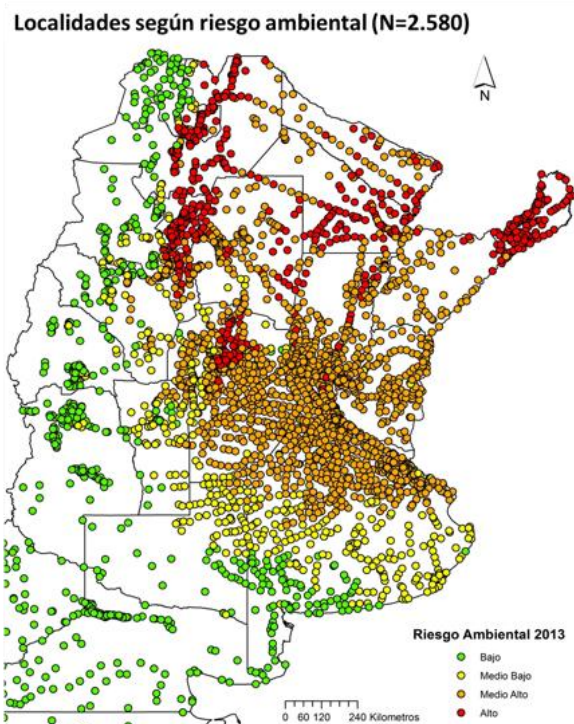 Localidades según riesgo ambiental (N=2.580)
N
Riesgo Ambiental 2013
Bajo
Medio Bajo
Medio Alto
Alto
0 60 120 240 Kilometros